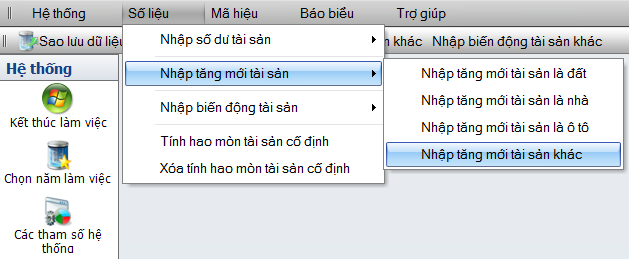 Hệ thống Số liệu Mã hiệu Báo biểu Trợ giúp
Sao lưu dữ liệu khác Nhập biến động tài sản khác
Hệ thống
Kết thúc làm việc
Chọn năm làm việc
Các tham số hệ
thống
Nhập số dư tài sản
Nhập tăng mới tài sản
Nhập biến động tài sản
Tính hao mòn tài sản cố định
Xóa tính hao mòn tài sản cố định
Nhập tăng mới tài sản là đất
Nhập tăng mới tài sản là nhà
Nhập tăng mới tài sản là ô tô
Nhập tăng mới tài sản khác